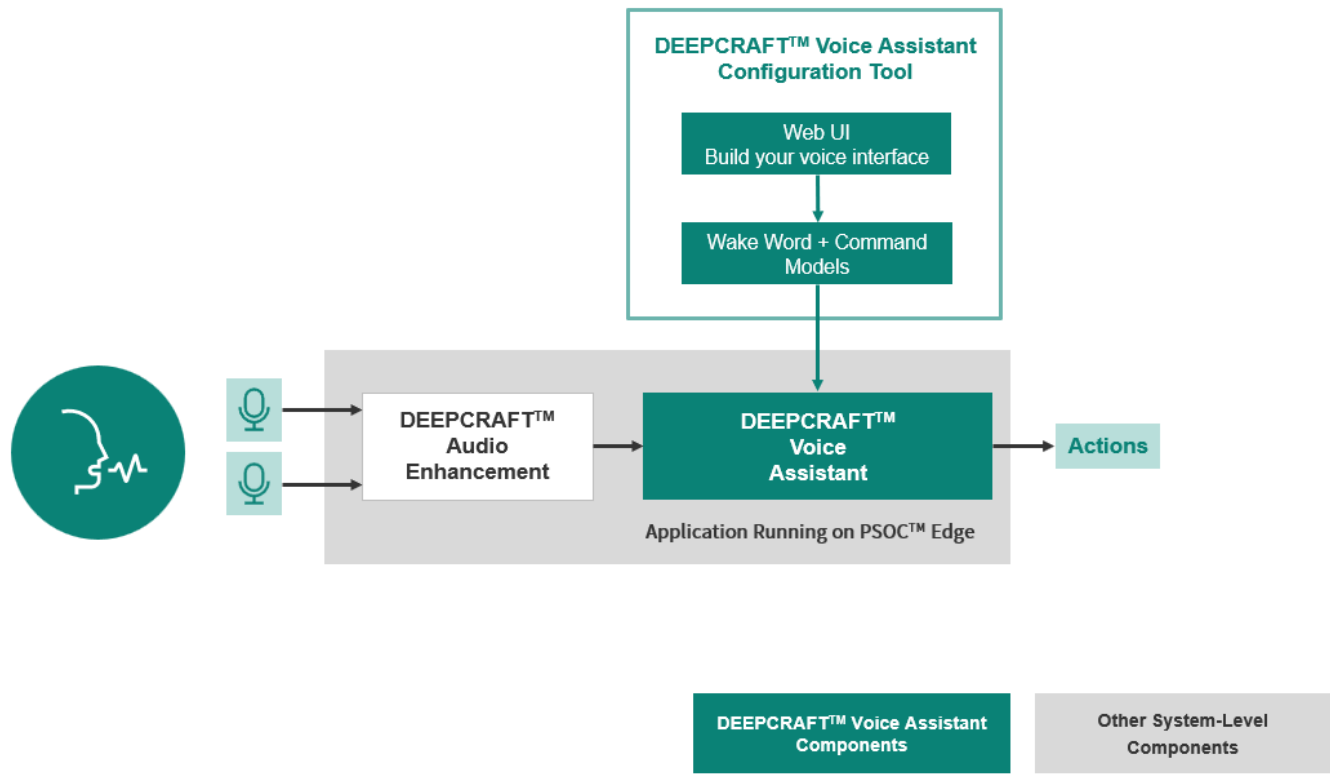 DEEPCRAFT™ Voice Assistant
Configuration Tool
Web UI
Build your voice interface
Wake Word + Command
Models
DEEPCRAFT™
Audio
Enhancement
DEEPCRAFT™
Voice
Assistant
Actions
Application Running on PSOC™ Edge
DEEPCRAFT™ Voice Assistant
Components
Other System-Level
Components